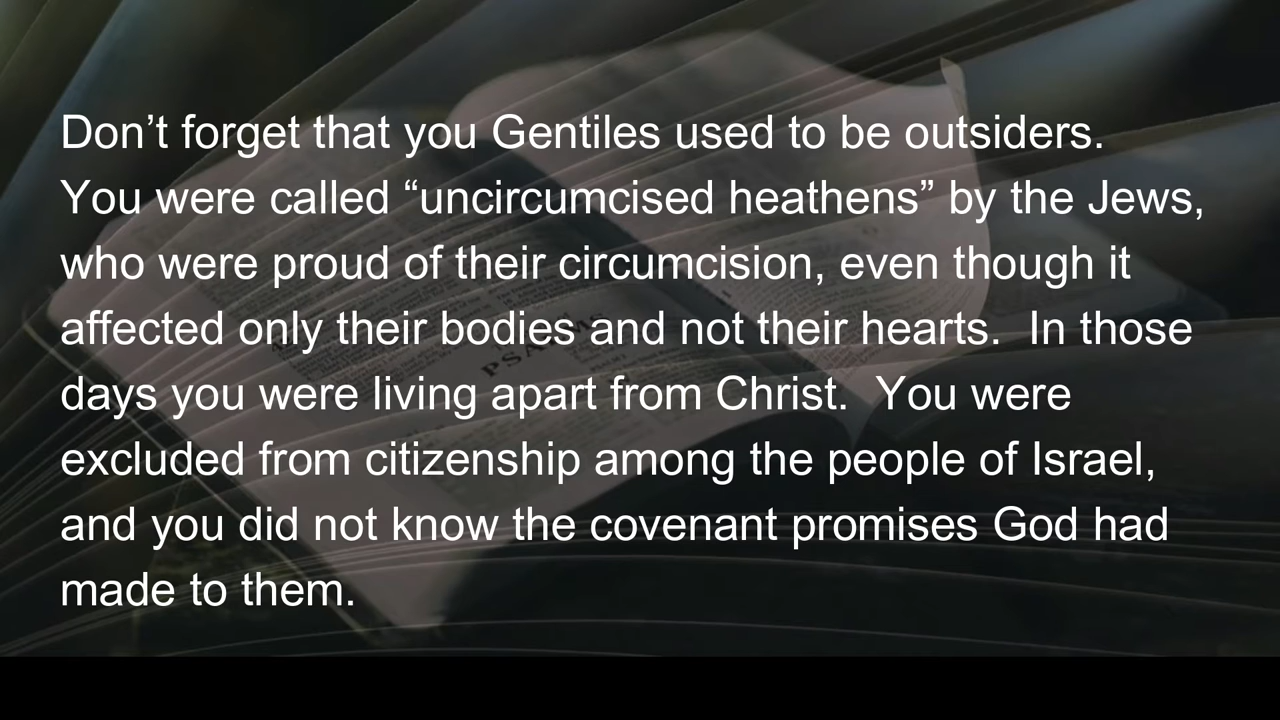 Don’t forget that you Gentiles used to be outsiders.
You were called “uncircumcised heathens” by the Jews,
who were proud of their circumcision, even though it
affected only their bodies and not their hearts.  In those
days you were living apart from Christ.  You were
excluded from citizenship among the people of Israel,
and you did not know the covenant promises God had
made to them.
PSALMS